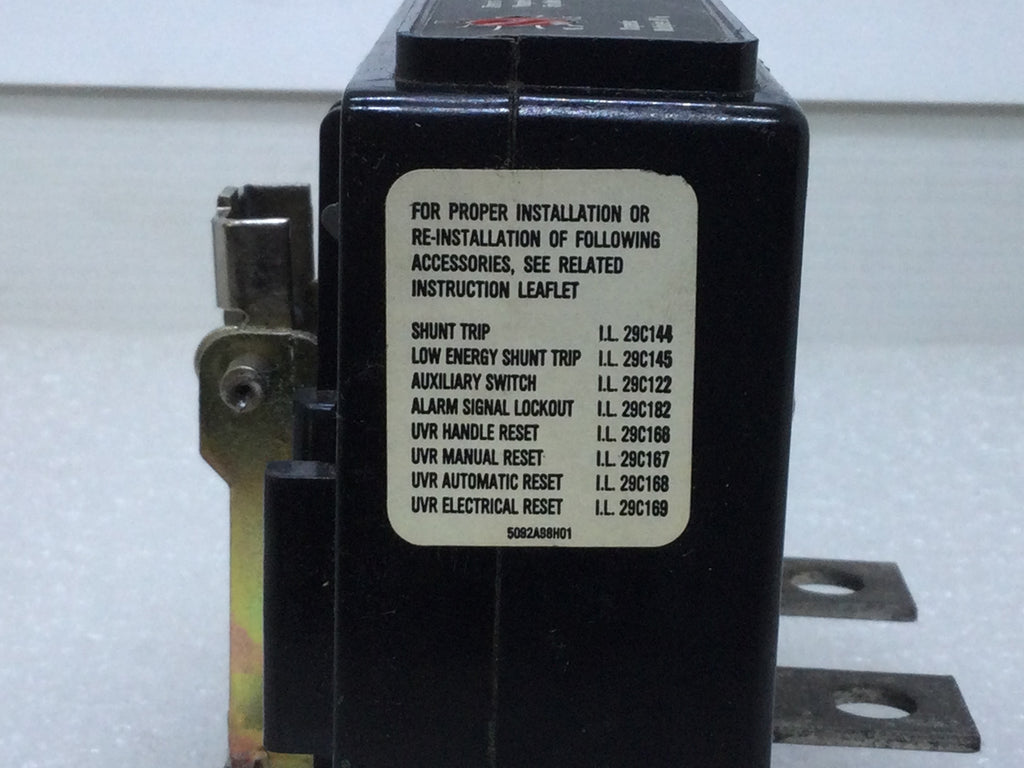 FOR PROPER INSTALLATION OR
RE-INSTALLATION OF FOLLOWING
ACCESSORIES, SEE RELATED
INSTRUCTION LEAFLET
SHUNT TRIP I.L. 29C144
LOW ENERGY SHUNT TRIP I.L. 29C145
AUXILIARY SWITCH I.L. 29C122
ALARM SIGNAL LOCKOUT I.L. 29C182
UVR HANDLE RESET I.L. 29C166
UVR MANUAL RESET I.L. 29C167
UVR AUTOMATIC RESET I.L. 29C168
UVR ELECTRICAL RESET I.L. 29C169
5092A98H01